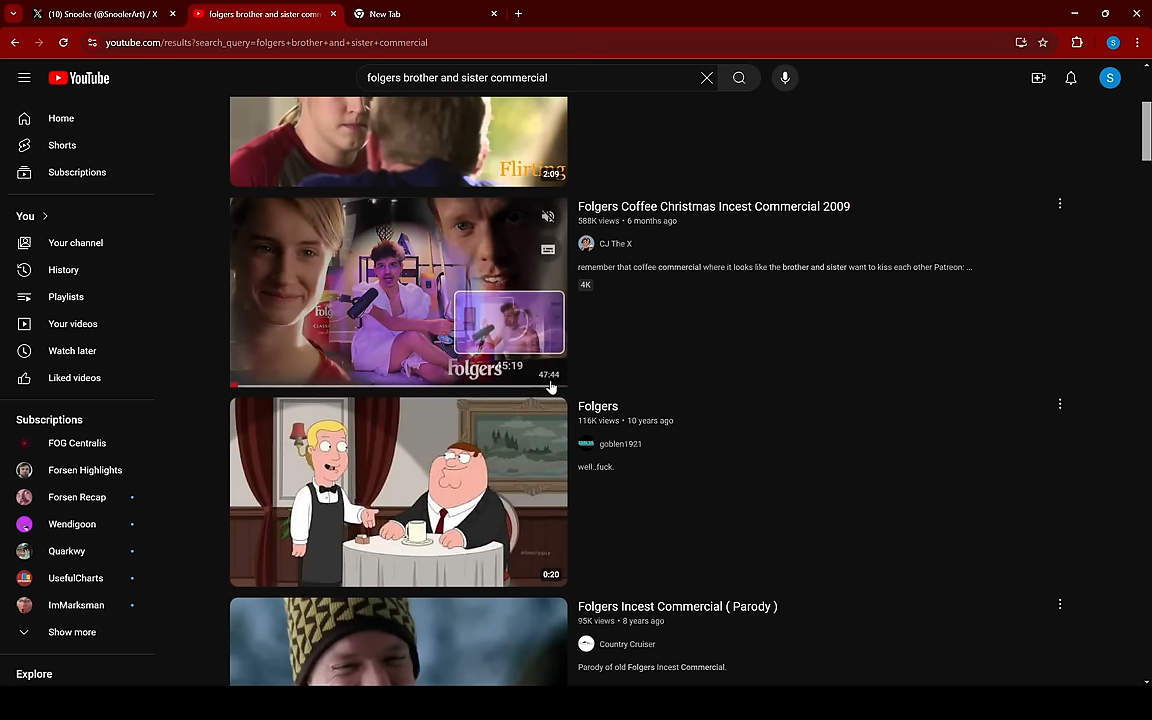 (10) Snooler (@SnoolerArt) / X
folgers brother and sister comm
New Tab
youtube.com/results?search_query=folgers+brother+and+sister+commercial
S
YouTube
folgers brother and sister commercial
S
Home
Shorts
Subscriptions
You
Your channel
History
Playlists
Your videos
Watch later
Liked videos
Subscriptions
FOG Centralis
Forsen Highlights
Forsen Recap
Wendigoon
Quarkwy
UsefulCharts
ImMarksman
Show more
Explore
Flirting
2:09
Folgers Coffee Christmas Incest Commercial 2009
588K views • 6 months ago
CJ The X
remember that coffee commercial where it looks like the brother and sister want to kiss each other Patreon: ...
4K
Folgers
45:19
47:44
Folgers
116K views • 10 years ago
goblen1921
well..fuck.
0:20
Folgers Incest Commercial ( Parody )
95K views • 8 years ago
Country Cruiser
Parody of old Folgers Incest Commercial.